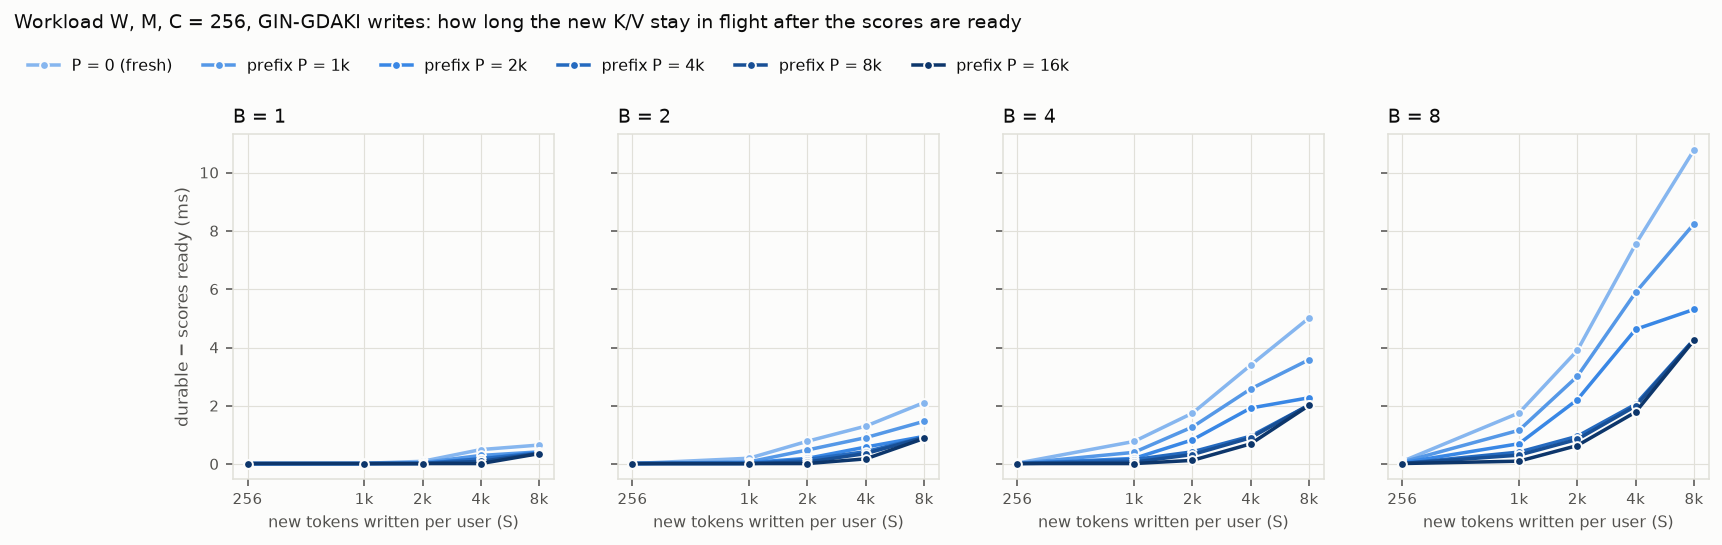 Workload W, M, C = 256, GIN-GDAKI writes: how long the new K/V stay in flight after the scores are ready
P = 0 (fresh) prefix P = 1k prefix P = 2k prefix P = 4k prefix P = 8k prefix P = 16k
B = 1 B = 2 B = 4 B = 8
durable − scores ready (ms)
10
8
6
4
2
0
256 1k 2k 4k 8k 256 1k 2k 4k 8k 256 1k 2k 4k 8k 256 1k 2k 4k 8k
new tokens written per user (S) new tokens written per user (S) new tokens written per user (S) new tokens written per user (S)